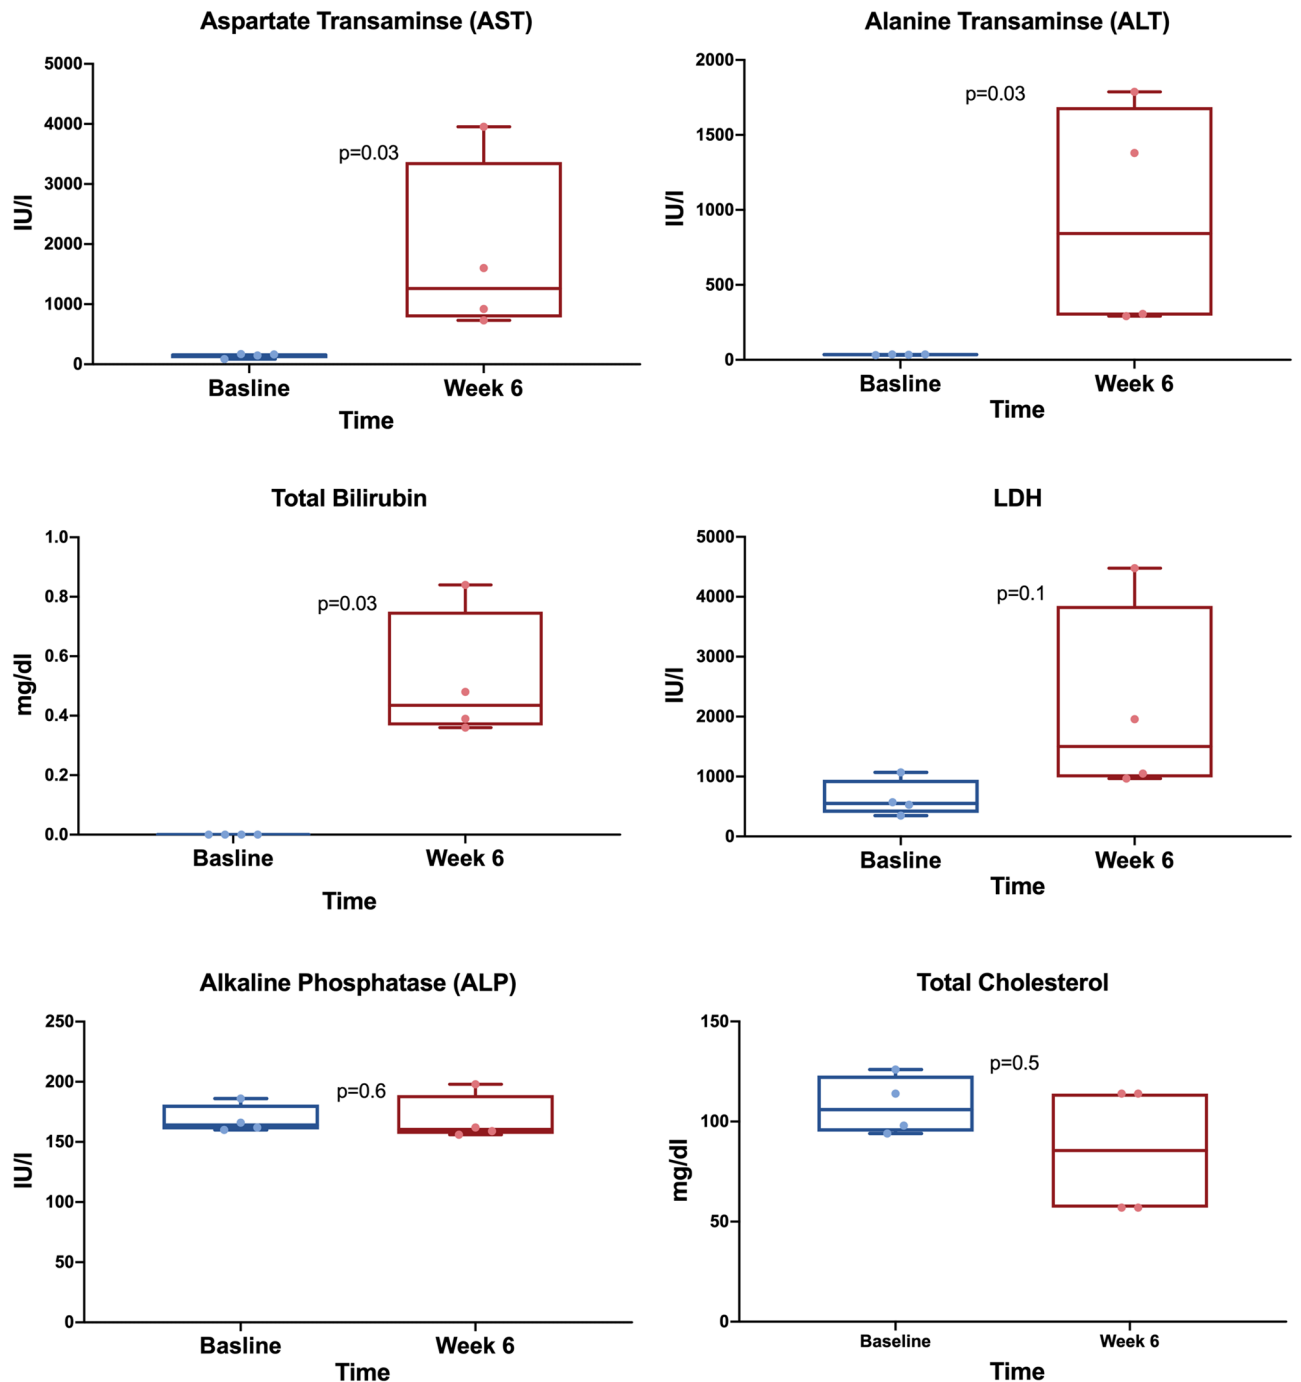 Aspartate Transaminse (AST)
5000
4000
3000
2000
1000
0
IU/l
p=0.03
Basline
Week 6
Time
Alanine Transaminse (ALT)
2000
1500
1000
500
0
IU/l
p=0.03
Basline
Week 6
Time
Total Bilirubin
1.0
0.8
0.6
0.4
0.2
0.0
mg/dl
p=0.03
Basline
Week 6
Time
LDH
5000
4000
3000
2000
1000
0
IU/l
p=0.1
Basline
Week 6
Time
Alkaline Phosphatase (ALP)
250
200
150
100
50
0
IU/l
p=0.6
Basline
Week 6
Time
Total Cholesterol
150
100
50
0
mg/dl
p=0.5
Baseline
Week 6
Time